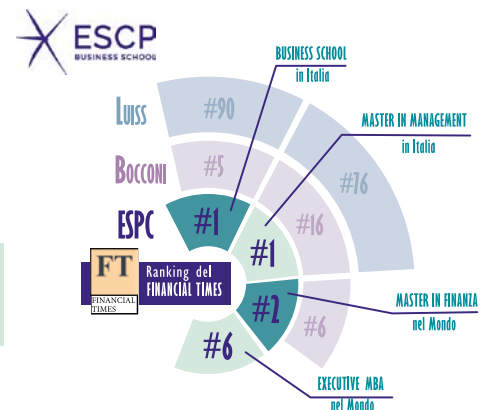 ESCP
BUSINESS SCHOOL
BUSINESS SCHOOL
in Italia
LUISS
#90
MASTER IN MANAGEMENT
in Italia
BOCCONI
#5
#76
ESPC
#1
#16
#1
FT
FINANCIAL
TIMES
Ranking del
FINANCIAL TIMES
#2
#6
MASTER IN FINANZA
nel Mondo
#6
EXECUTIVE MBA
nel Mondo